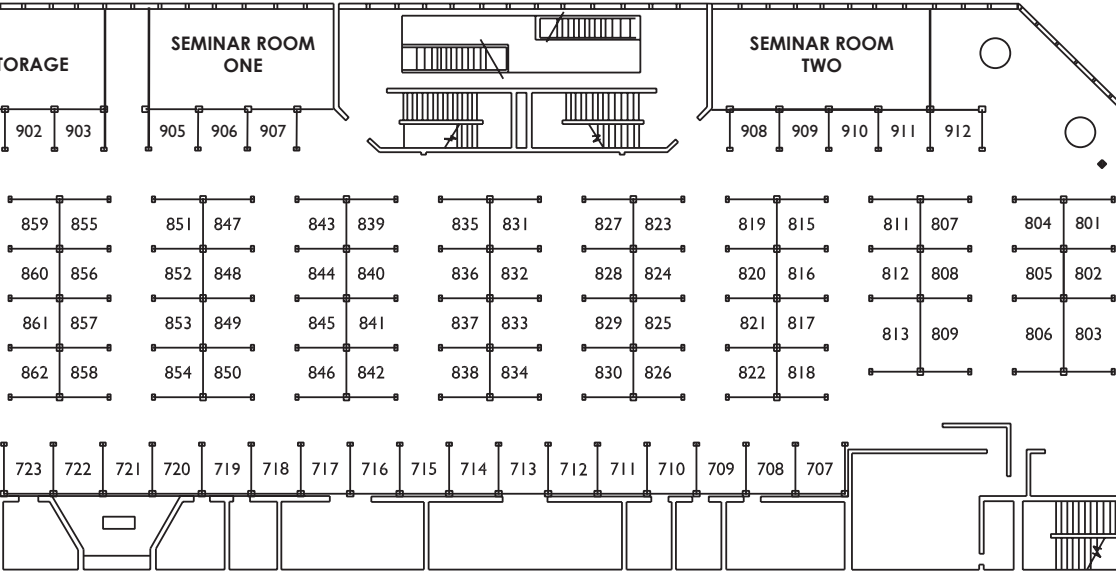 SEMINAR ROOM
ONE
SEMINAR ROOM
TWO
TORAGE
902 903 905 906 907 908 909 910 911 912
859 855 851 847 843 839 835 831 827 823 819 815 811 807 804 801
860 856 852 848 844 840 836 832 828 824 820 816 812 808 805 802
861 857 853 849 845 841 837 833 829 825 821 817 813 809 806 803
862 858 854 850 846 842 838 834 830 826 822 818
723 722 721 720 719 718 717 716 715 714 713 712 711 710 709 708 707